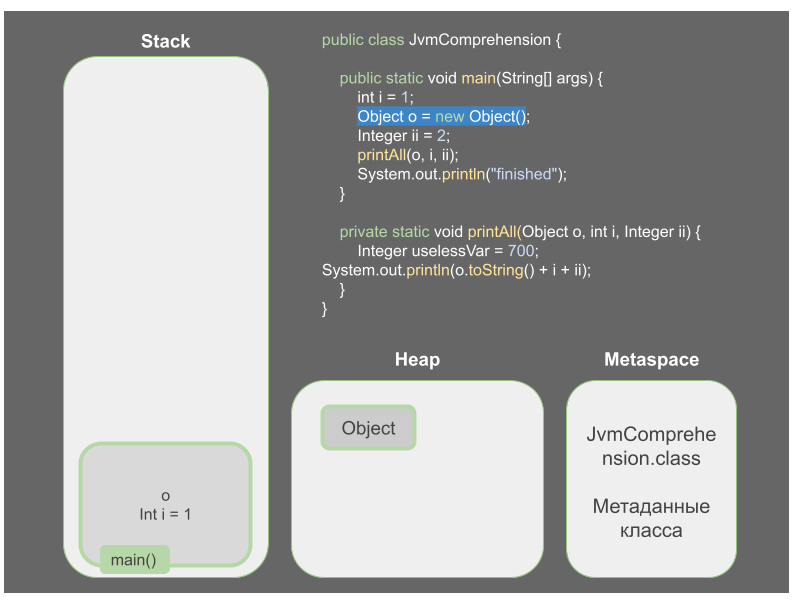 Stack
public class JvmComprehension {
public static void main(String[] args) {
int i = 1;
Object o = new Object();
Integer ii = 2;
printAll(o, i, ii);
System.out.println("finished");
}
private static void printAll(Object o, int i, Integer ii) {
Integer uselessVar = 700;
System.out.println(o.toString() + i + ii);
}
}
Heap
Metaspace
Object
JvmComprehe
nsion.class
Метаданные
класса
o
Int i = 1
main()